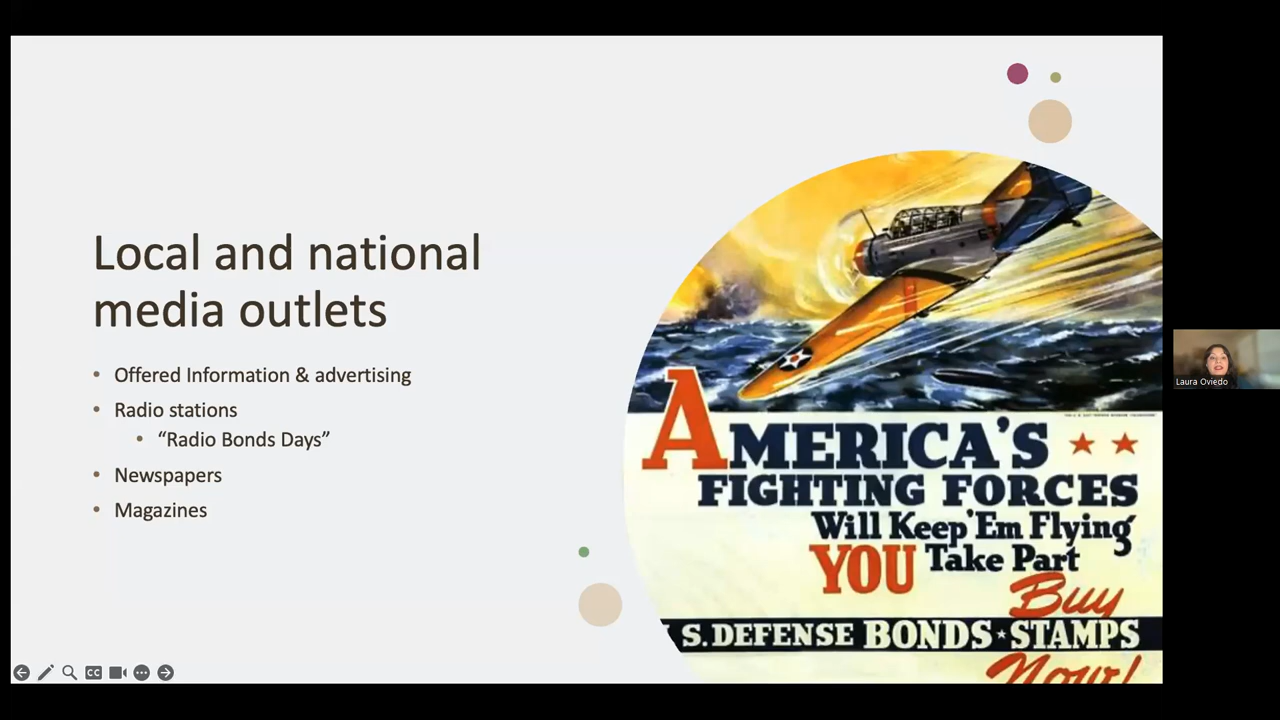 Local and national
media outlets
• Offered Information & advertising
• Radio stations
• “Radio Bonds Days”
• Newspapers
• Magazines
AMERICA'S
FIGHTING FORCES
Will Keep 'Em Flying
YOU Take Part
Buy
S. DEFENSE BONDS ★ STAMPS
Now!
CC
Laura Oviedo